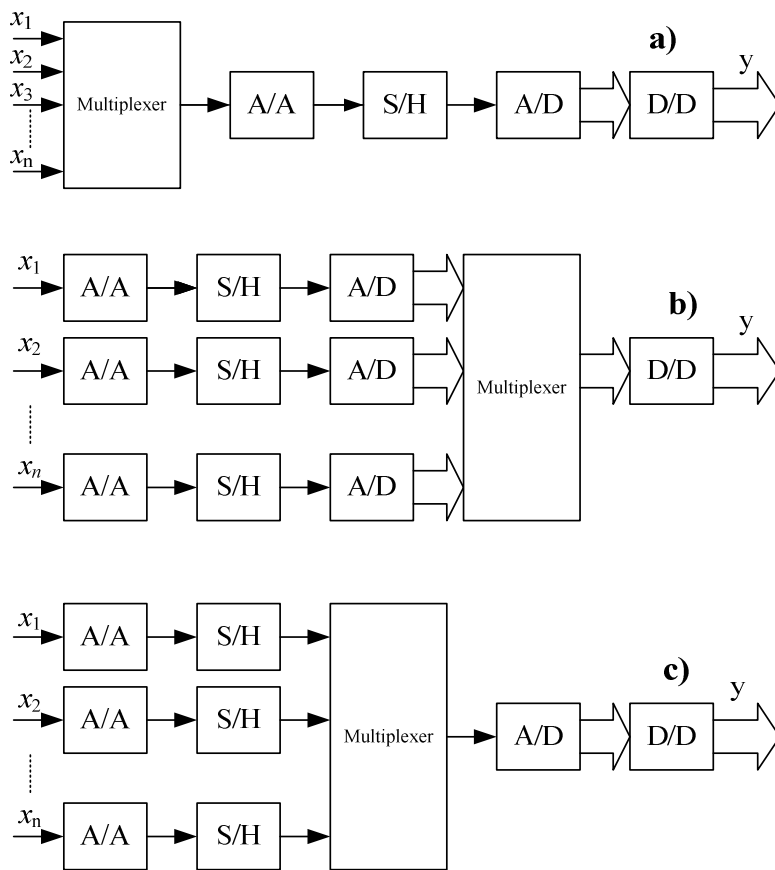 a)
x1
x2
x3
xn
Multiplexer
A/A
S/H
A/D
D/D
y
b)
x1
A/A
S/H
A/D
x2
A/A
S/H
A/D
xn
A/A
S/H
A/D
Multiplexer
D/D
y
c)
x1
A/A
S/H
x2
A/A
S/H
xn
A/A
S/H
Multiplexer
A/D
D/D
y